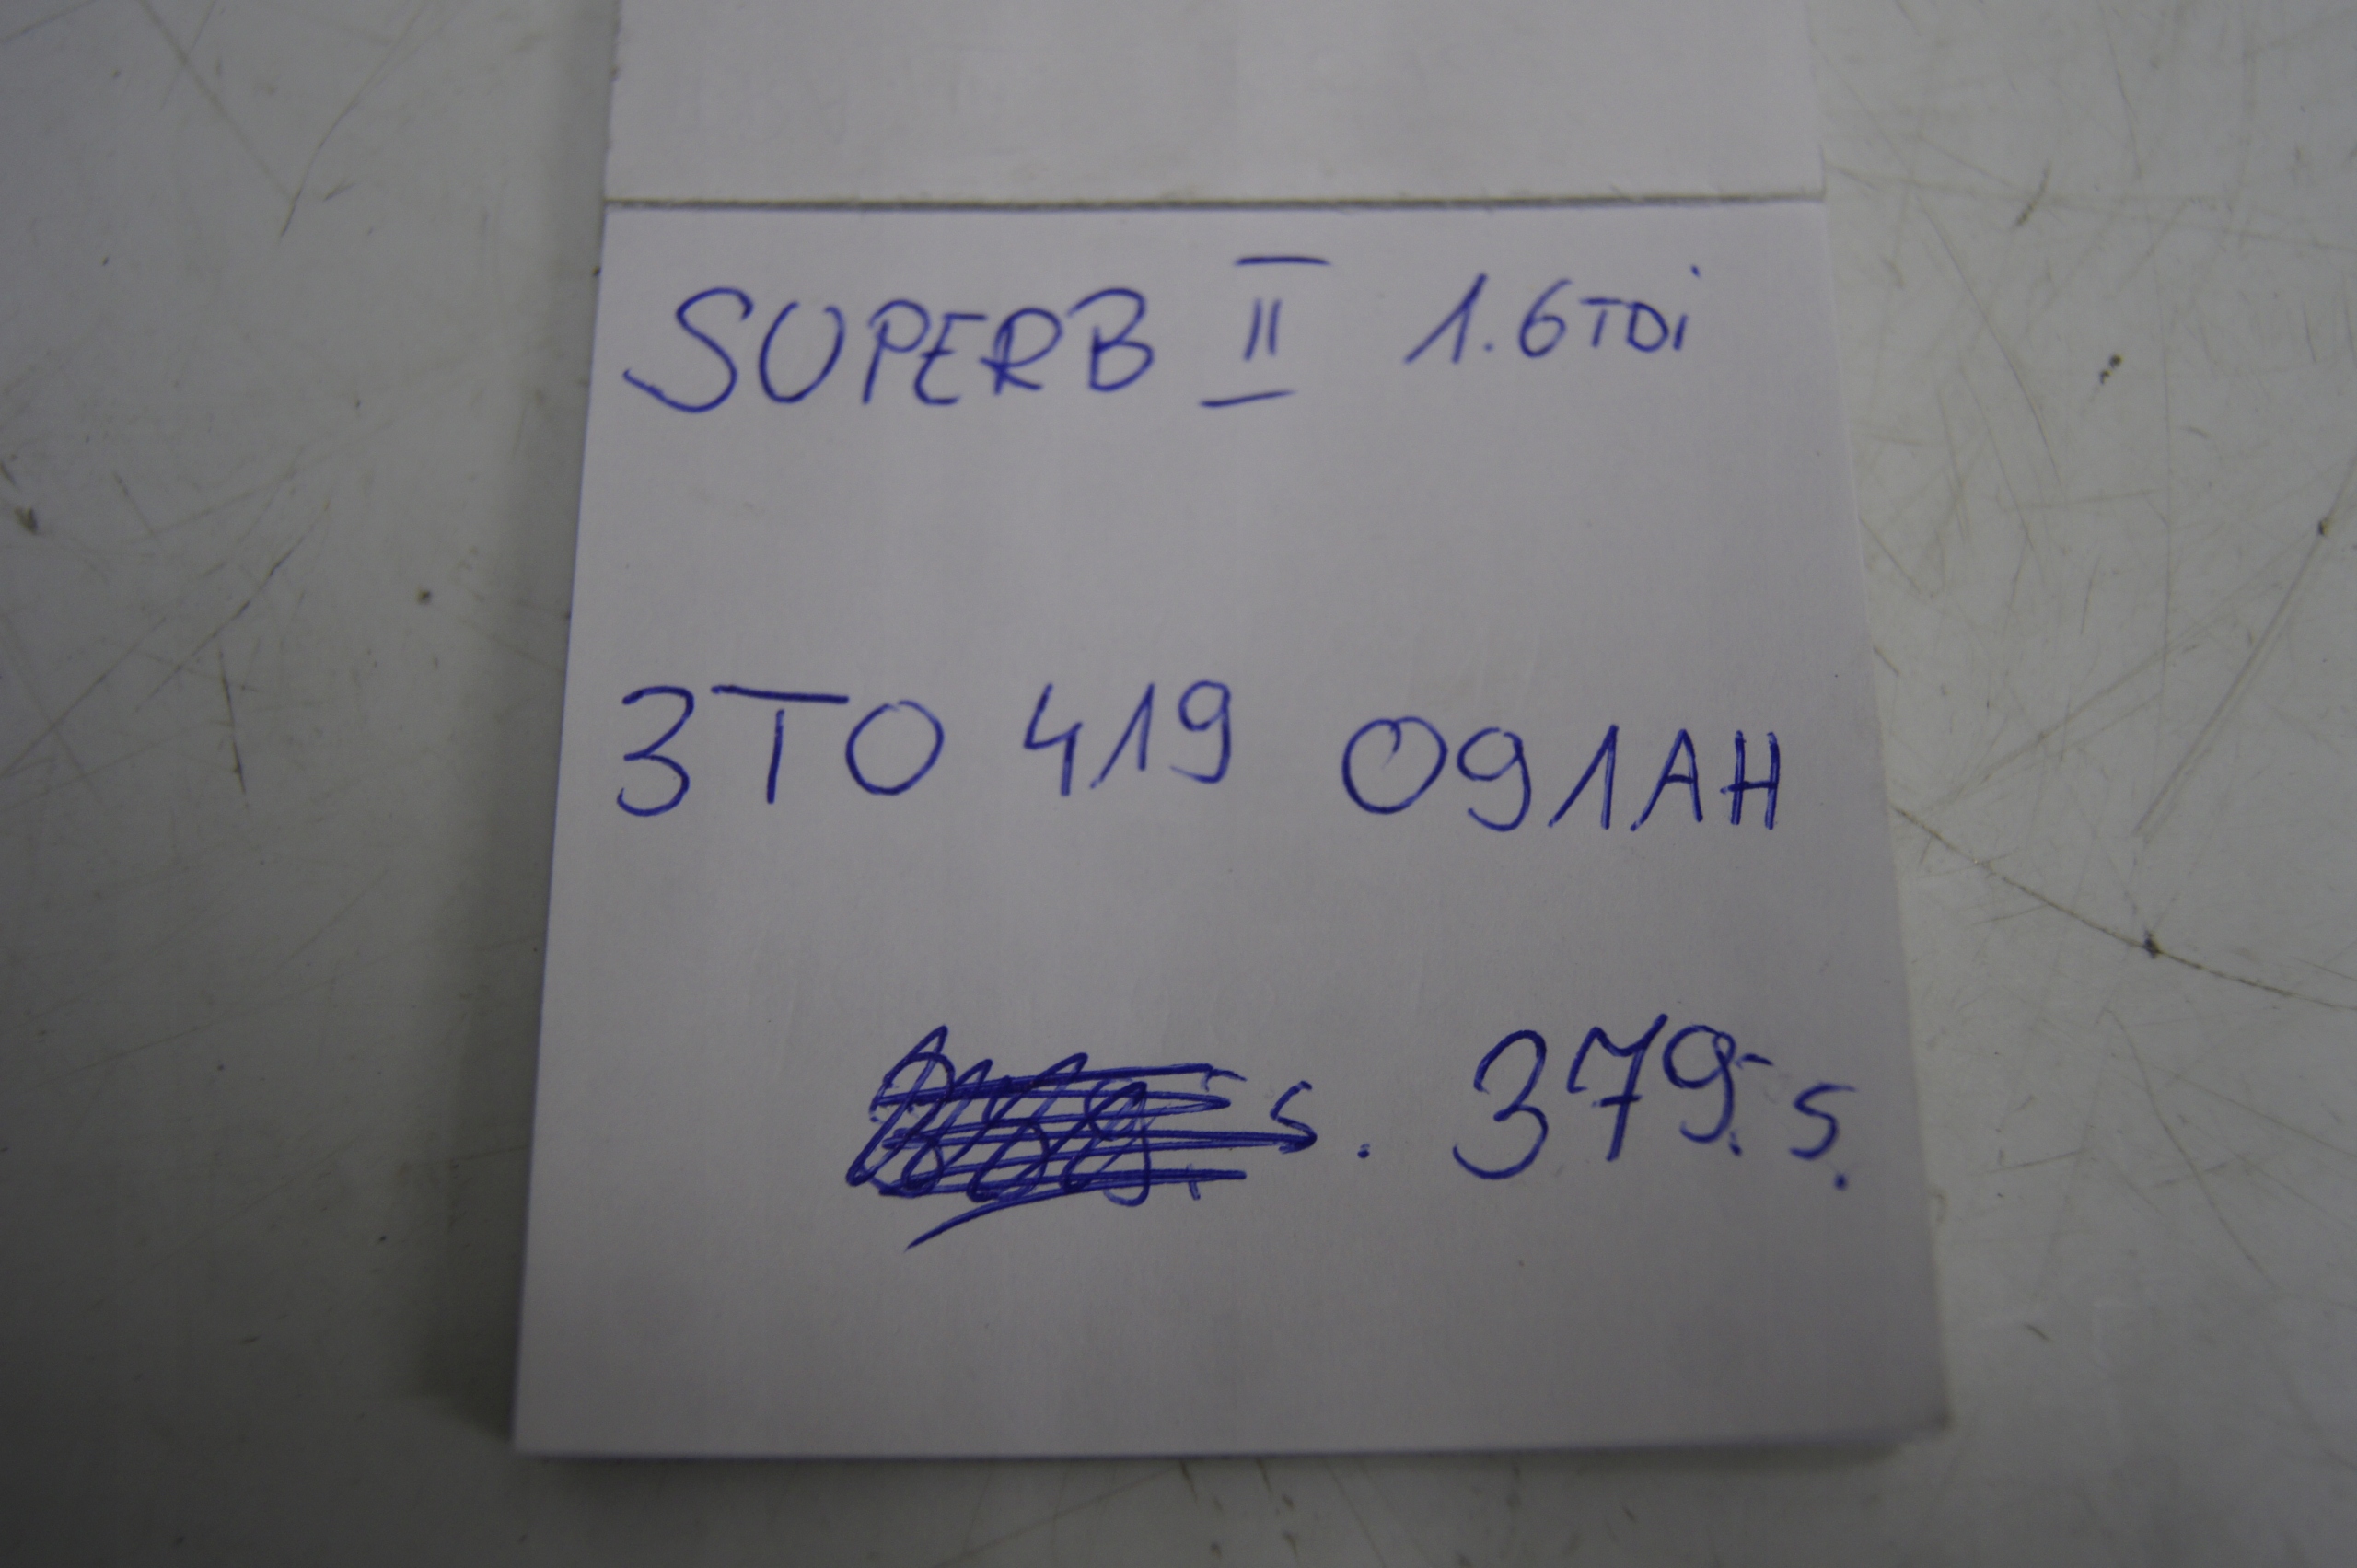 SUPERB II 1.6TDi
3T0 419 091AH
s. 379.- s.